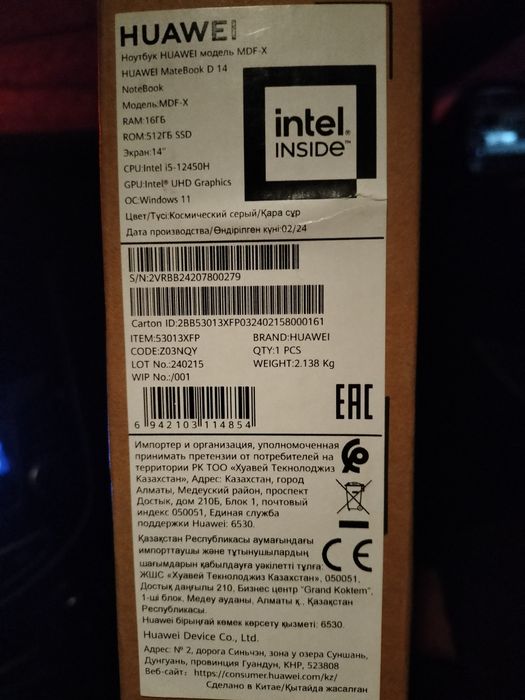 HUAWEI
Ноутбук HUAWEI модель MDF-X
HUAWEI MateBook D 14
NoteBook
Модель:MDF-X
RAM:16ГБ
ROM:512ГБ SSD
Экран:14"
CPU:Intel i5-12450H
GPU:Intel® UHD Graphics
ОС:Windows 11
intel®
INSIDE™
Цвет/Түсі:Космический серый/Қара сұр
Дата производства/Өндірілген күні:02/24
S/N:2VRBB24207800279
Carton ID:2BB53013XFP032402158000161
ITEM:53013XFP BRAND:HUAWEI
CODE:Z03NQY QTY:1 PCS
LOT No.:240215 WEIGHT:2.138 Kg
WIP No.:/001
6 942103 114854
EAC
Импортер и организация, уполномоченная
принимать претензии от потребителей на
территории РК ТОО «Хуавей Текнолоджиз
Казахстан», Адрес: Казахстан, город
Алматы, Медеуский район, проспект
Достык, дом 210Б, Блок 1, почтовый
индекс 050051, Единая служба
поддержки Huawei: 6530.
Қазақстан Республикасы аумағындағы
импорттаушы және тұтынушылардың
шағымдарын қабылдауға уәкілетті тұлға:
ЖШС «Хуавей Текнолоджиз Казахстан», 050051,
Достық даңғылы 210, Бизнес центр "Grand Koktem",
1-ші блок, Медеу ауданы, Алматы қ., Қазақстан
Республикасы.
Huawei бірыңғай көмек көрсету қызметі: 6530.
CE
Huawei Device Co., Ltd.
Адрес: № 2, дорога Синьчэн, зона у озера Суншань,
Дунгуань, провинция Гуандун, КНР, 523808
Веб-сайт: https://consumer.huawei.com/kz/
Сделано в Китае/Қытайда жасалған